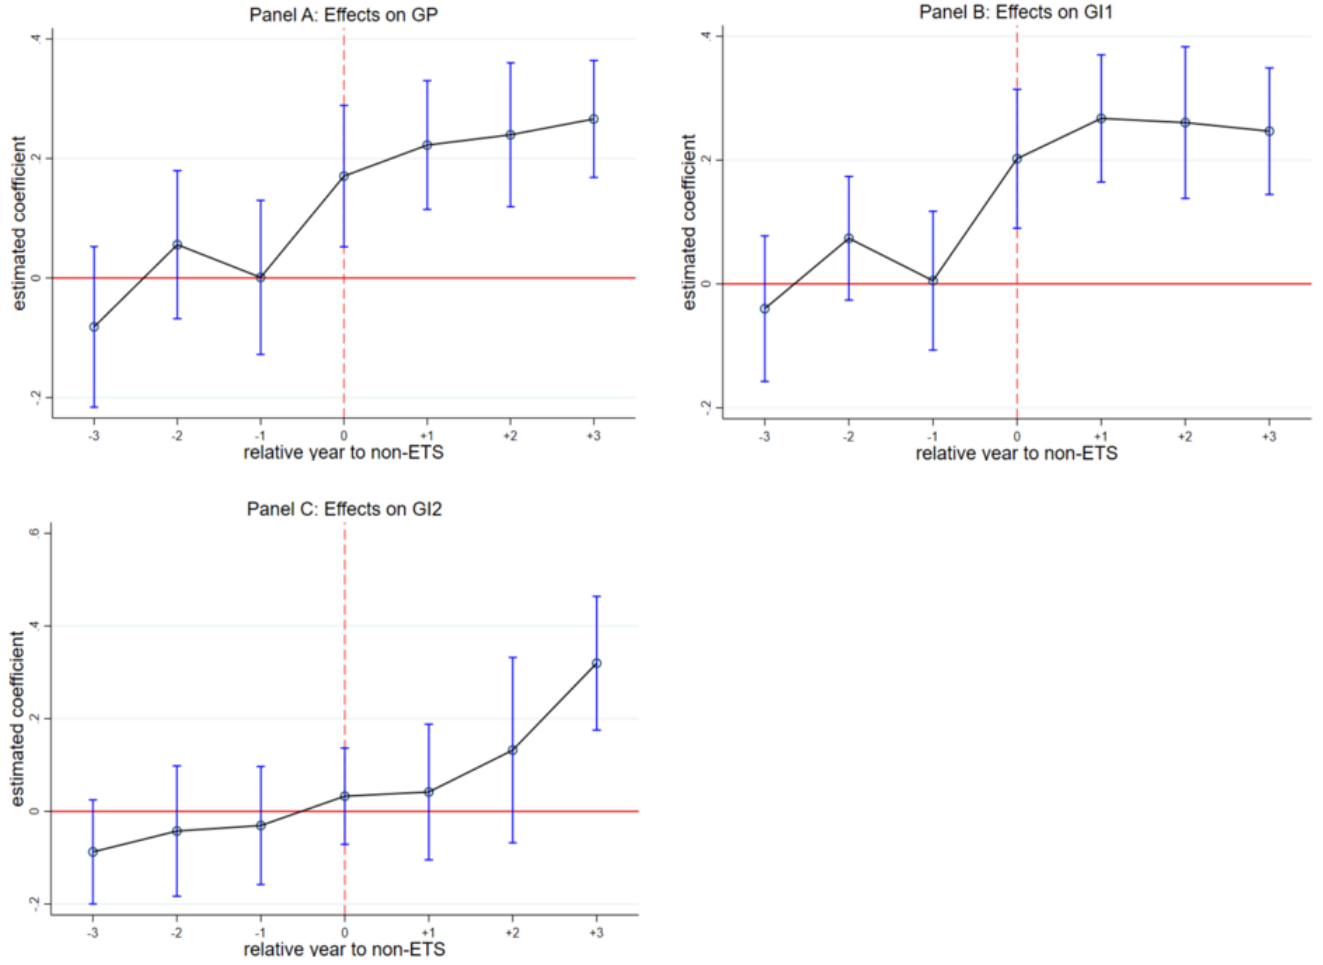 Panel A: Effects on GP
.4
.2
0
-.2
estimated coefficient
-3 -2 -1 0 +1 +2 +3
relative year to non-ETS
Panel B: Effects on GI1
.4
.2
0
-.2
estimated coefficient
-3 -2 -1 0 +1 +2 +3
relative year to non-ETS
Panel C: Effects on GI2
.6
.4
.2
0
-.2
estimated coefficient
-3 -2 -1 0 +1 +2 +3
relative year to non-ETS